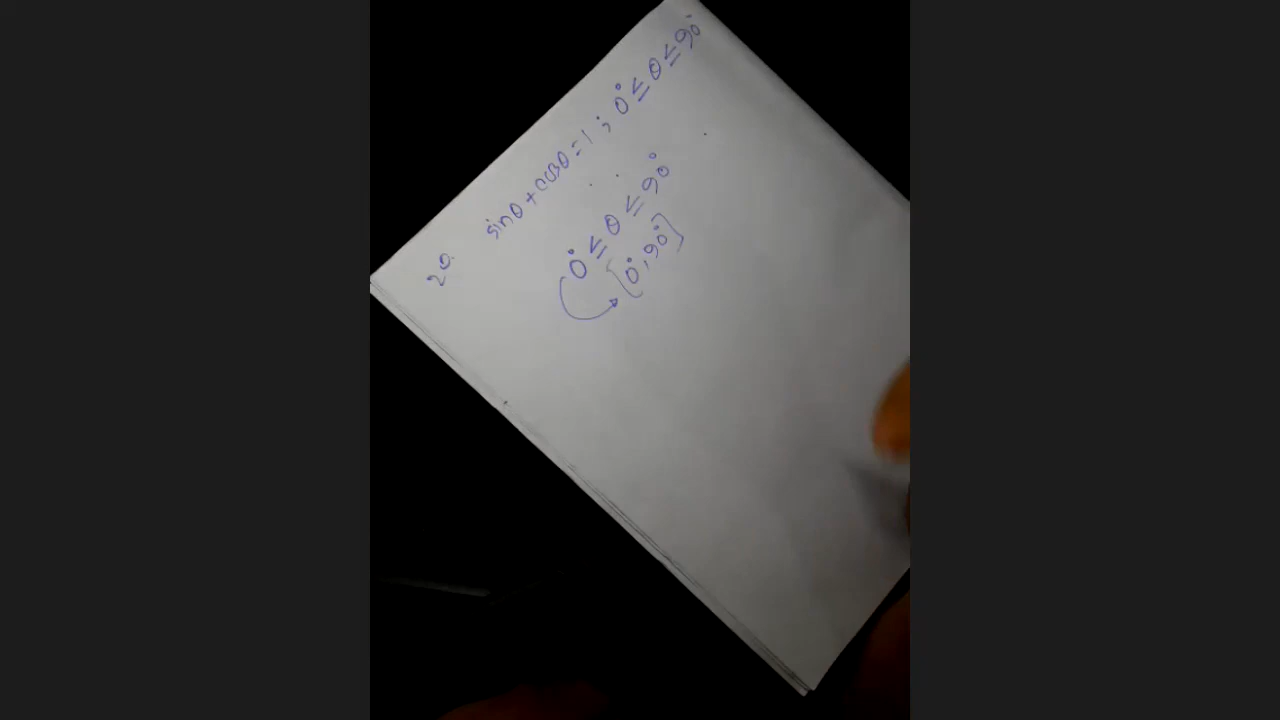 20. sinθ + cosθ = 1 ; 0° ≤ θ ≤ 90°
0° ≤ θ ≤ 90°
[0°, 90°]